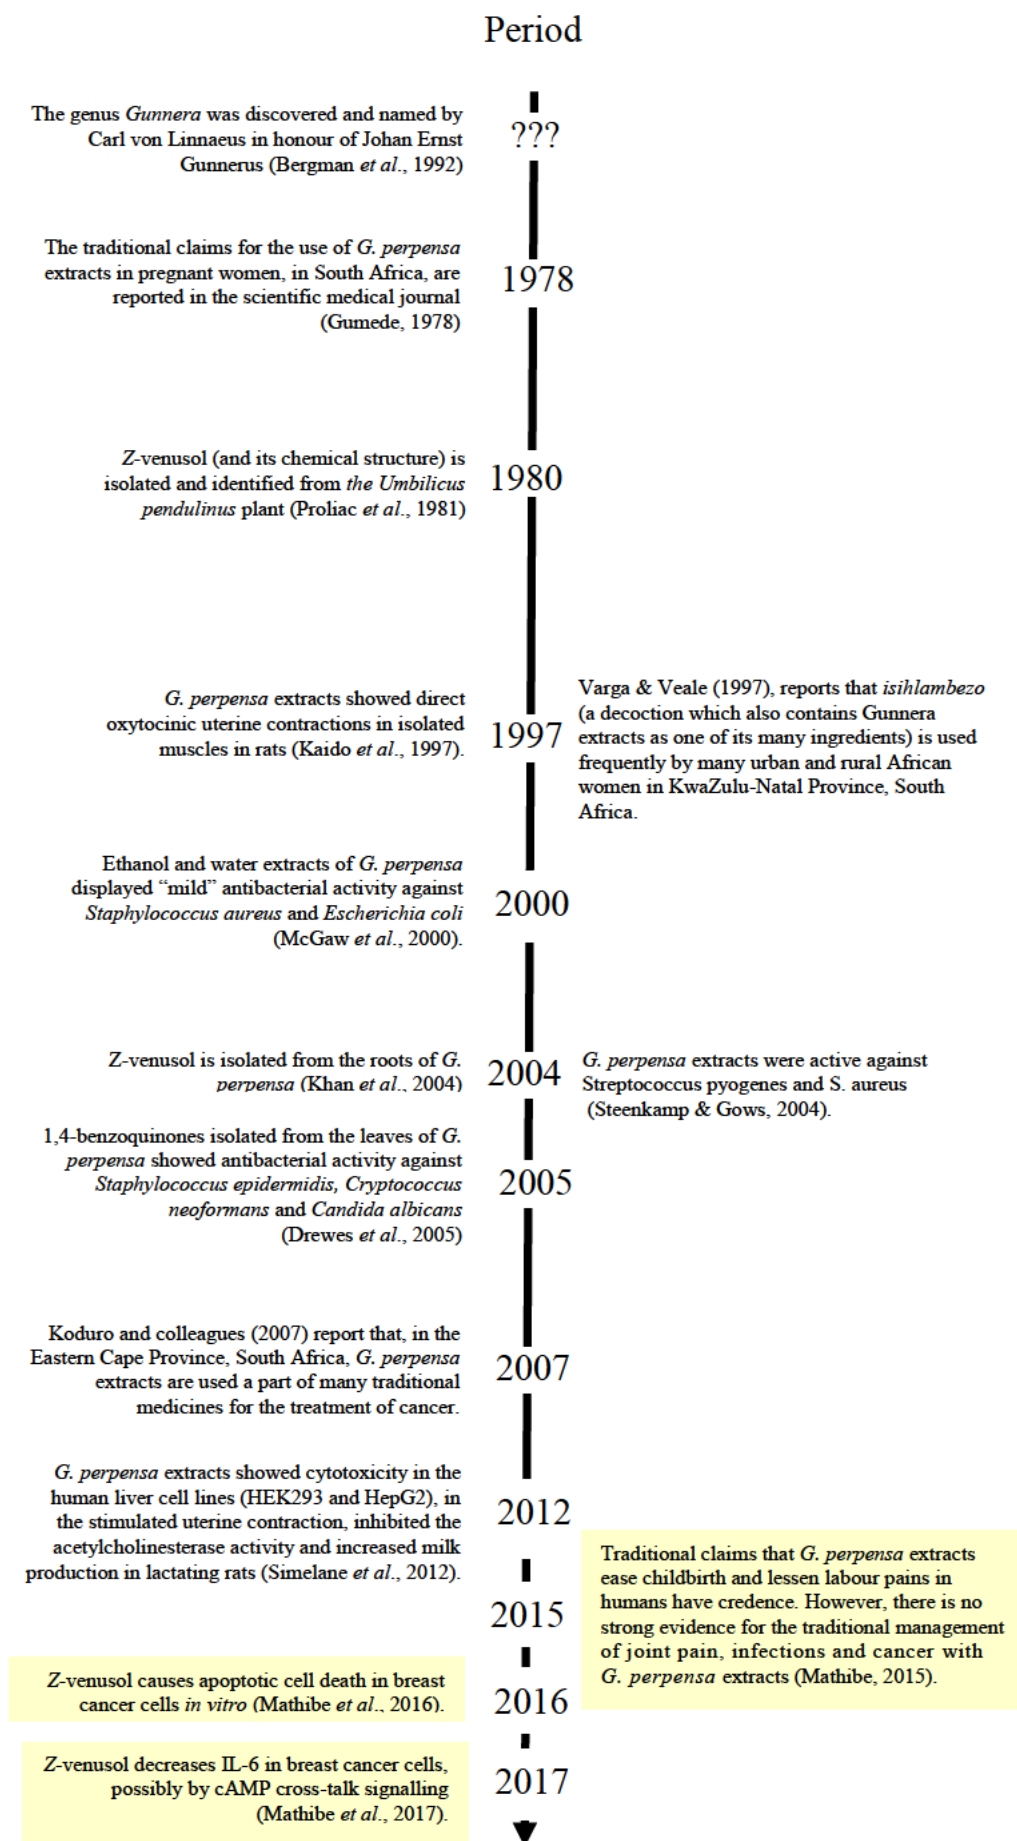 Period
The genus Gunnera was discovered and named by
Carl von Linnaeus in honour of Johan Ernst
Gunnerus (Bergman et al., 1992)
???
The traditional claims for the use of G. perpensa
extracts in pregnant women, in South Africa, are
reported in the scientific medical journal
(Gumede, 1978)
1978
Z-venusol (and its chemical structure) is
isolated and identified from the Umbilicus
pendulinus plant (Proliac et al., 1981)
1980
G. perpensa extracts showed direct
oxytocinic uterine contractions in isolated
muscles in rats (Kaido et al., 1997).
1997
Varga & Veale (1997), reports that isihlambezo
(a decoction which also contains Gunnera
extracts as one of its many ingredients) is used
frequently by many urban and rural African
women in KwaZulu-Natal Province, South
Africa.
Ethanol and water extracts of G. perpensa
displayed “mild” antibacterial activity against
Staphylococcus aureus and Escherichia coli
(McGaw et al., 2000).
2000
Z-venusol is isolated from the roots of G.
perpensa (Khan et al., 2004)
2004
G. perpensa extracts were active against
Streptococcus pyogenes and S. aureus
(Steenkamp & Gows, 2004).
1,4-benzoquinones isolated from the leaves of G.
perpensa showed antibacterial activity against
Staphylococcus epidermidis, Cryptococcus
neoformans and Candida albicans
(Drewes et al., 2005)
2005
Koduro and colleagues (2007) report that, in the
Eastern Cape Province, South Africa, G. perpensa
extracts are used a part of many traditional
medicines for the treatment of cancer.
2007
G. perpensa extracts showed cytotoxicity in the
human liver cell lines (HEK293 and HepG2), in
the stimulated uterine contraction, inhibited the
acetylcholinesterase activity and increased milk
production in lactating rats (Simelane et al., 2012).
2012
2015
Traditional claims that G. perpensa extracts
ease childbirth and lessen labour pains in
humans have credence. However, there is no
strong evidence for the traditional management
of joint pain, infections and cancer with
G. perpensa extracts (Mathibe, 2015).
Z-venusol causes apoptotic cell death in breast
cancer cells in vitro (Mathibe et al., 2016).
2016
Z-venusol decreases IL-6 in breast cancer cells,
possibly by cAMP cross-talk signalling
(Mathibe et al., 2017).
2017